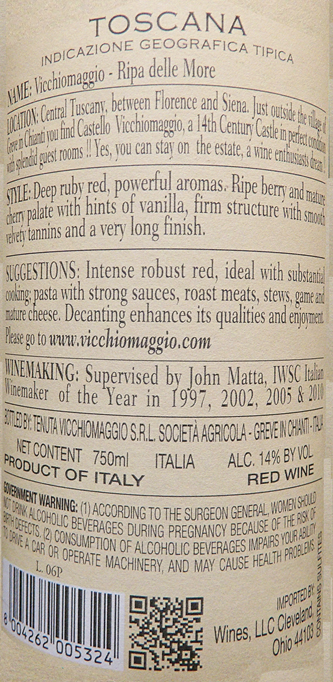 TOSCANA
INDICAZIONE GEOGRAFICA TIPICA
NAME: Vicchiomaggio - Ripa delle More
LOCATION: Central Tuscany, between Florence and Siena. Just outside the village of
Greve in Chianti you find Castello Vicchiomaggio, a 14th Century Castle in perfect condition
with splendid guest rooms !! Yes, you can stay on the estate, a wine enthusiasts dream !
STYLE: Deep ruby red, powerful aromas. Ripe berry and mature
cherry palate with hints of vanilla, firm structure with smooth
velvety tannins and a very long finish.
SUGGESTIONS: Intense robust red, ideal with substantial
cooking; pasta with strong sauces, roast meats, stews, game and
mature cheese. Decanting enhances its qualities and enjoyment.
Please go to www.vicchiomaggio.com
WINEMAKING: Supervised by John Matta, IWSC Italian
Winemaker of the Year in 1997, 2002, 2005 & 2010
BOTTLED BY: TENUTA VICCHIOMAGGIO S.R.L. SOCIETÀ AGRICOLA - GREVE IN CHIANTI - ITALIA
NET CONTENT 750ml ITALIA ALC. 14% BY VOL
PRODUCT OF ITALY RED WINE
GOVERNMENT WARNING: (1) ACCORDING TO THE SURGEON GENERAL, WOMEN SHOULD
NOT DRINK ALCOHOLIC BEVERAGES DURING PREGNANCY BECAUSE OF THE RISK OF
BIRTH DEFECTS. (2) CONSUMPTION OF ALCOHOLIC BEVERAGES IMPAIRS YOUR ABILITY
TO DRIVE A CAR OR OPERATE MACHINERY, AND MAY CAUSE HEALTH PROBLEMS
CONTAINS SULFITES
L. 06P
8 004262 005324
IMPORTED BY:
Wines, LLC Cleveland,
Ohio 44103